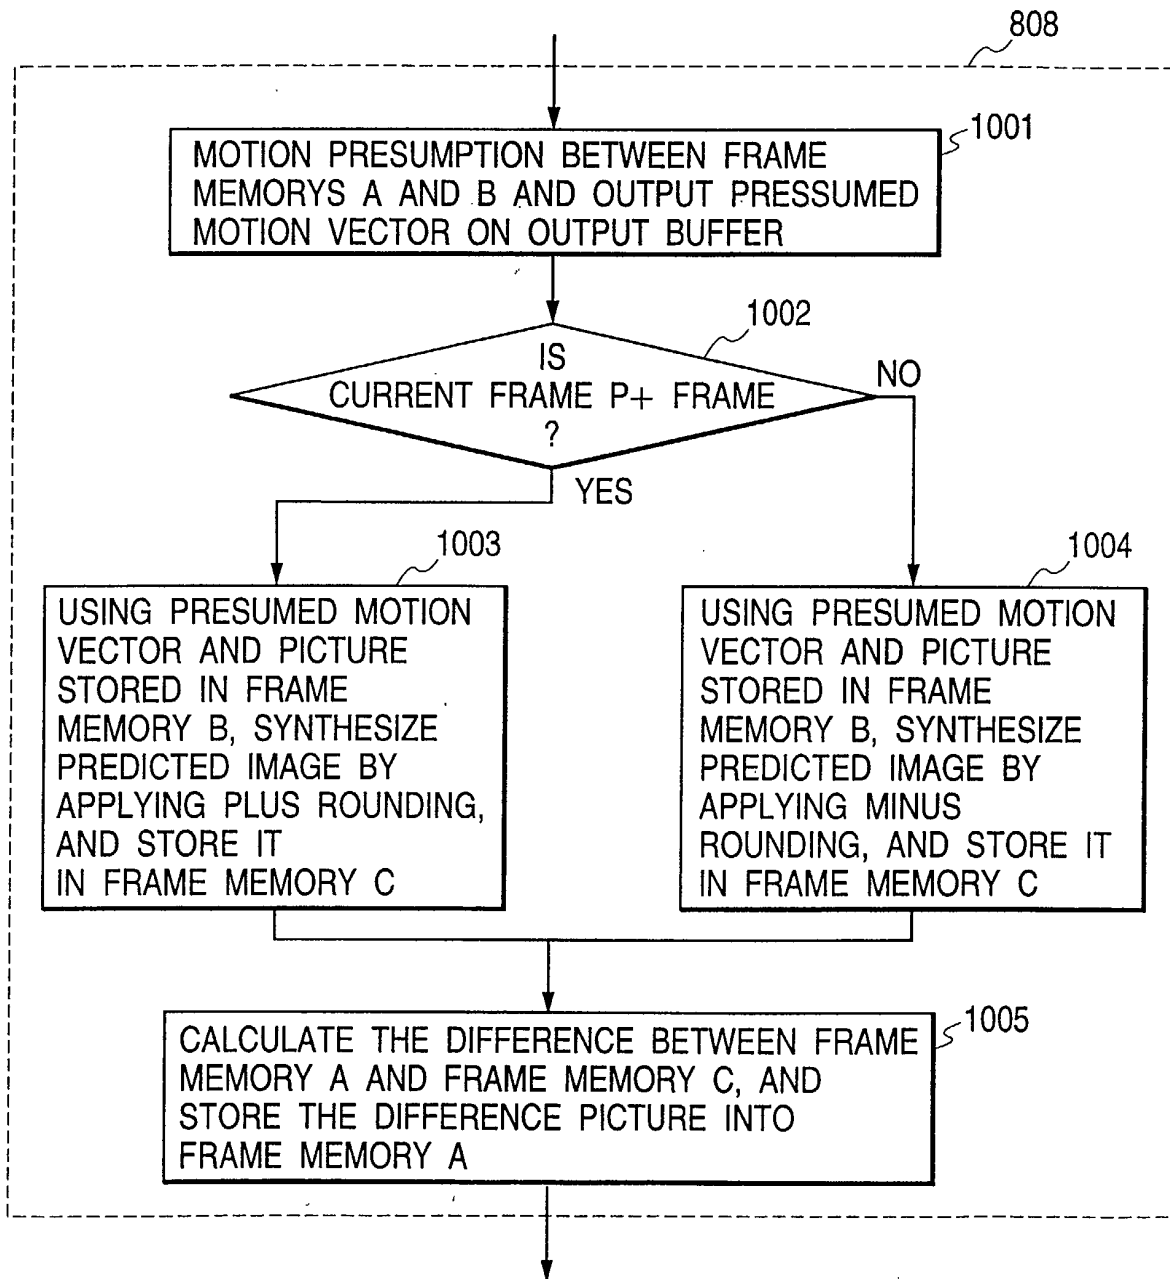 808
1001
MOTION PRESUMPTION BETWEEN FRAME
MEMORYS A AND B AND OUTPUT PRESSUMED
MOTION VECTOR ON OUTPUT BUFFER
1002
IS
CURRENT FRAME P+ FRAME
?
NO
YES
1003
USING PRESUMED MOTION
VECTOR AND PICTURE
STORED IN FRAME
MEMORY B, SYNTHESIZE
PREDICTED IMAGE BY
APPLYING PLUS ROUNDING,
AND STORE IT
IN FRAME MEMORY C
1004
USING PRESUMED MOTION
VECTOR AND PICTURE
STORED IN FRAME
MEMORY B, SYNTHESIZE
PREDICTED IMAGE BY
APPLYING MINUS
ROUNDING, AND STORE IT
IN FRAME MEMORY C
1005
CALCULATE THE DIFFERENCE BETWEEN FRAME
MEMORY A AND FRAME MEMORY C, AND
STORE THE DIFFERENCE PICTURE INTO
FRAME MEMORY A